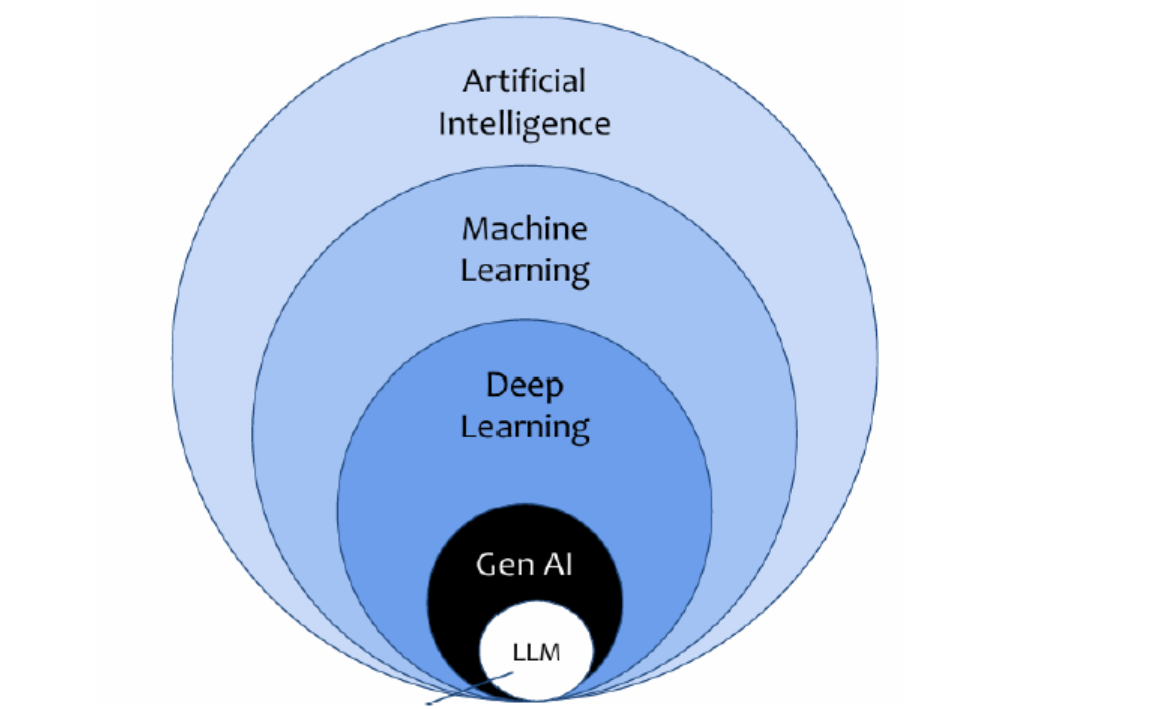 Artificial
Intelligence
Machine
Learning
Deep
Learning
Gen AI
LLM